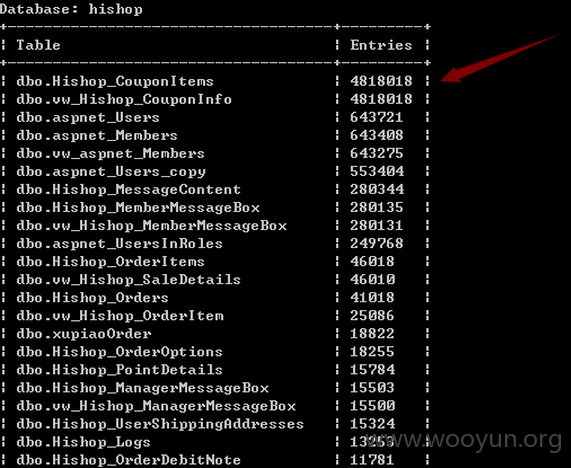 Database: hishop
Table Entries
dbo.Hishop_CouponItems 4818018
dbo.vw_Hishop_CouponInfo 4818018
dbo.aspnet_Users 643721
dbo.aspnet_Members 643408
dbo.vw_aspnet_Members 643275
dbo.aspnet_Users_copy 553404
dbo.Hishop_MessageContent 280344
dbo.Hishop_MemberMessageBox 280135
dbo.vw_Hishop_MemberMessageBox 280131
dbo.aspnet_UsersInRoles 249768
dbo.Hishop_OrderItems 46018
dbo.vw_Hishop_SaleDetails 46010
dbo.Hishop_Orders 41018
dbo.vw_Hishop_OrderItem 25086
dbo.xupiaoOrder 18822
dbo.Hishop_OrderOptions 18255
dbo.Hishop_PointDetails 15784
dbo.Hishop_ManagerMessageBox 15503
dbo.vw_Hishop_ManagerMessageBox 15500
dbo.Hishop_UserShippingAddresses 15324
dbo.Hishop_Logs
www.wooyun.org
dbo.Hishop_OrderDebitNote 11781